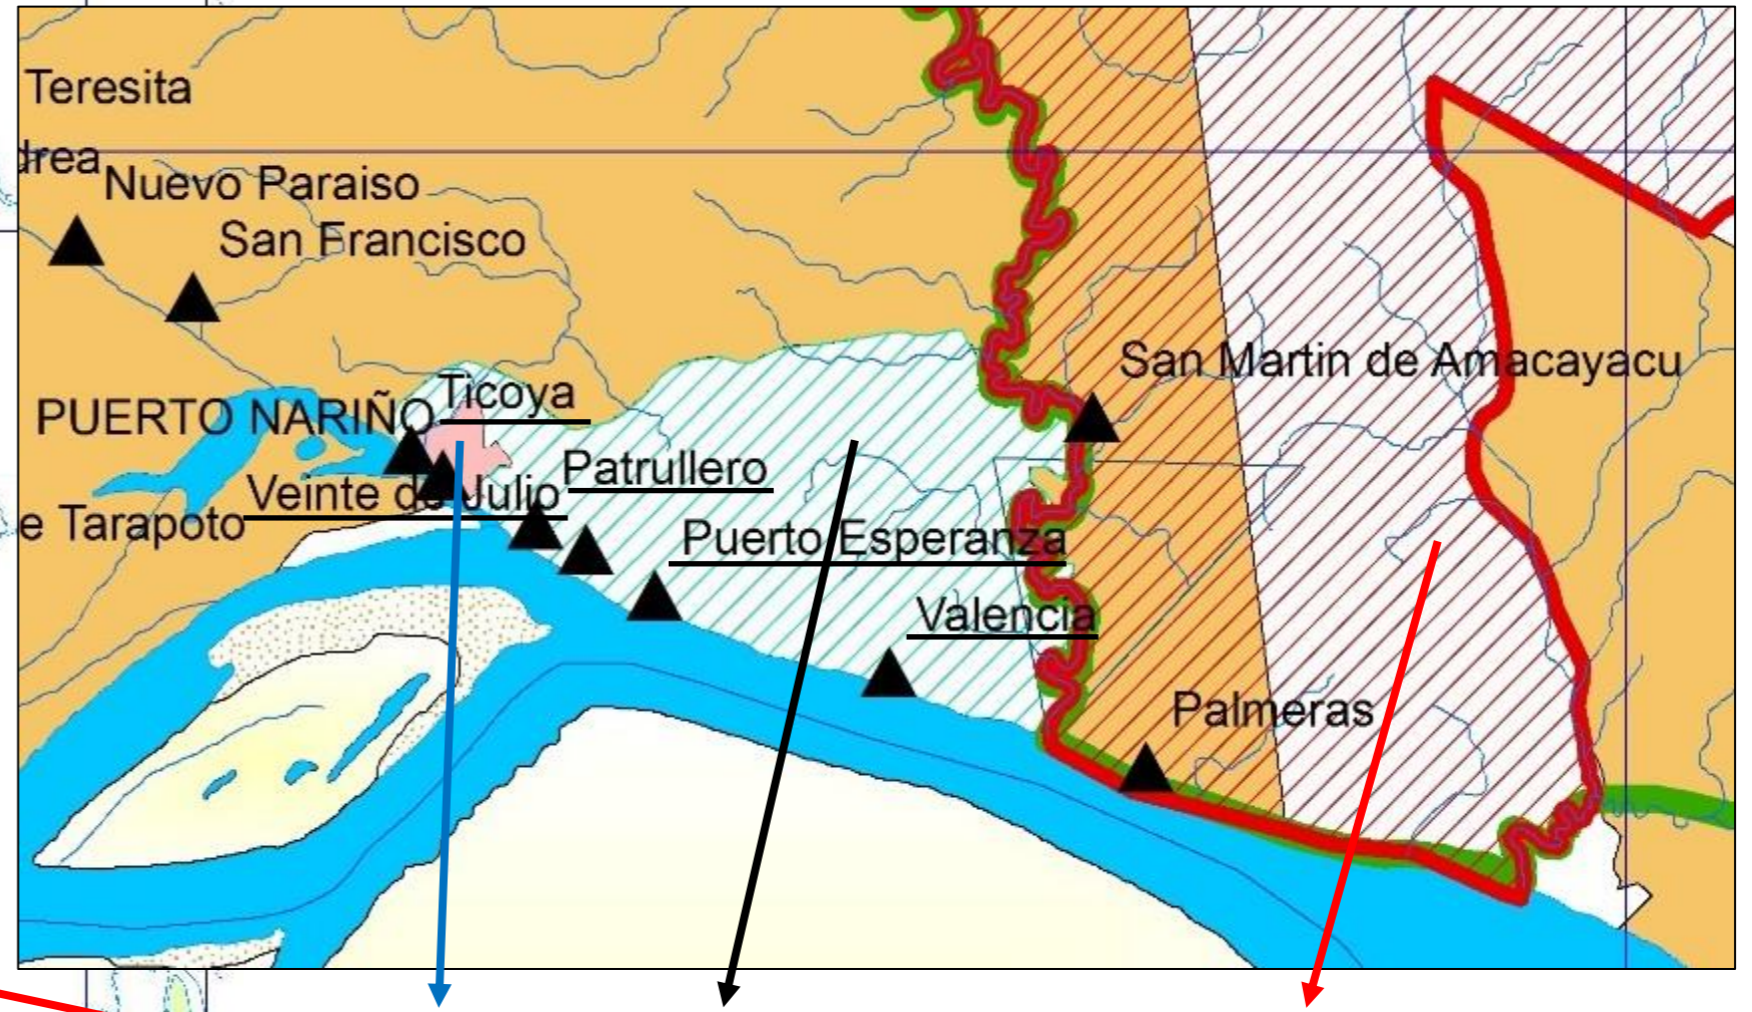 Teresita
drea
Nuevo Paraiso
San Francisco
San Martin de Amacayacu
Ticoya
PUERTO NARIÑO
Patrullero
Veinte de Julio
e Tarapoto
Puerto Esperanza
Valencia
Palmeras